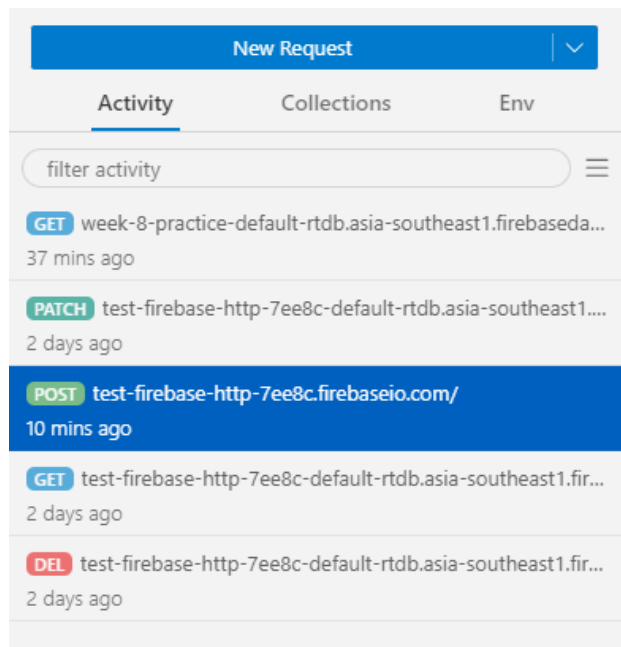 New Request
Activity Collections Env
filter activity
GET week-8-practice-default-rtdb.asia-southeast1.firebaseda...
37 mins ago
PATCH test-firebase-http-7ee8c-default-rtdb.asia-southeast1....
2 days ago
POST test-firebase-http-7ee8c.firebaseio.com/
10 mins ago
GET test-firebase-http-7ee8c-default-rtdb.asia-southeast1.fir...
2 days ago
DEL test-firebase-http-7ee8c-default-rtdb.asia-southeast1.fir...
2 days ago